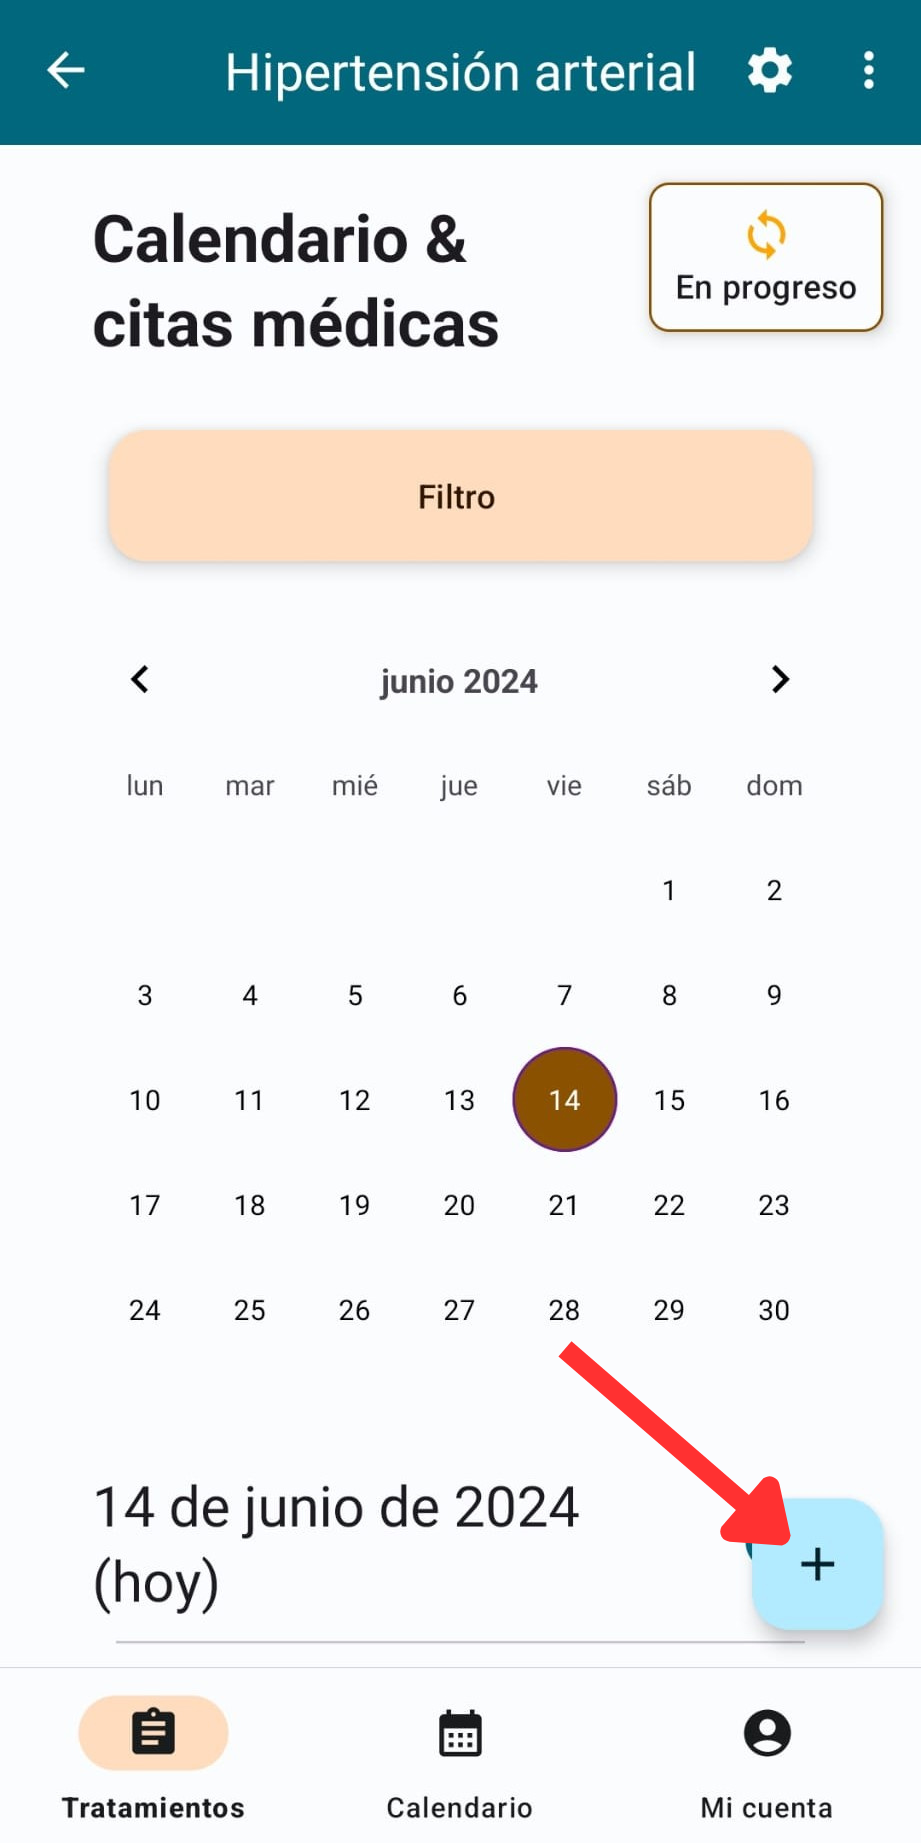 Hipertensión arterial
Calendario &
citas médicas
En progreso
Filtro
junio 2024
lun mar mié jue vie sáb dom
1 2
3 4 5 6 7 8 9
10 11 12 13 14 15 16
17 18 19 20 21 22 23
24 25 26 27 28 29 30
14 de junio de 2024
(hoy)
+
Tratamientos Calendario Mi cuenta